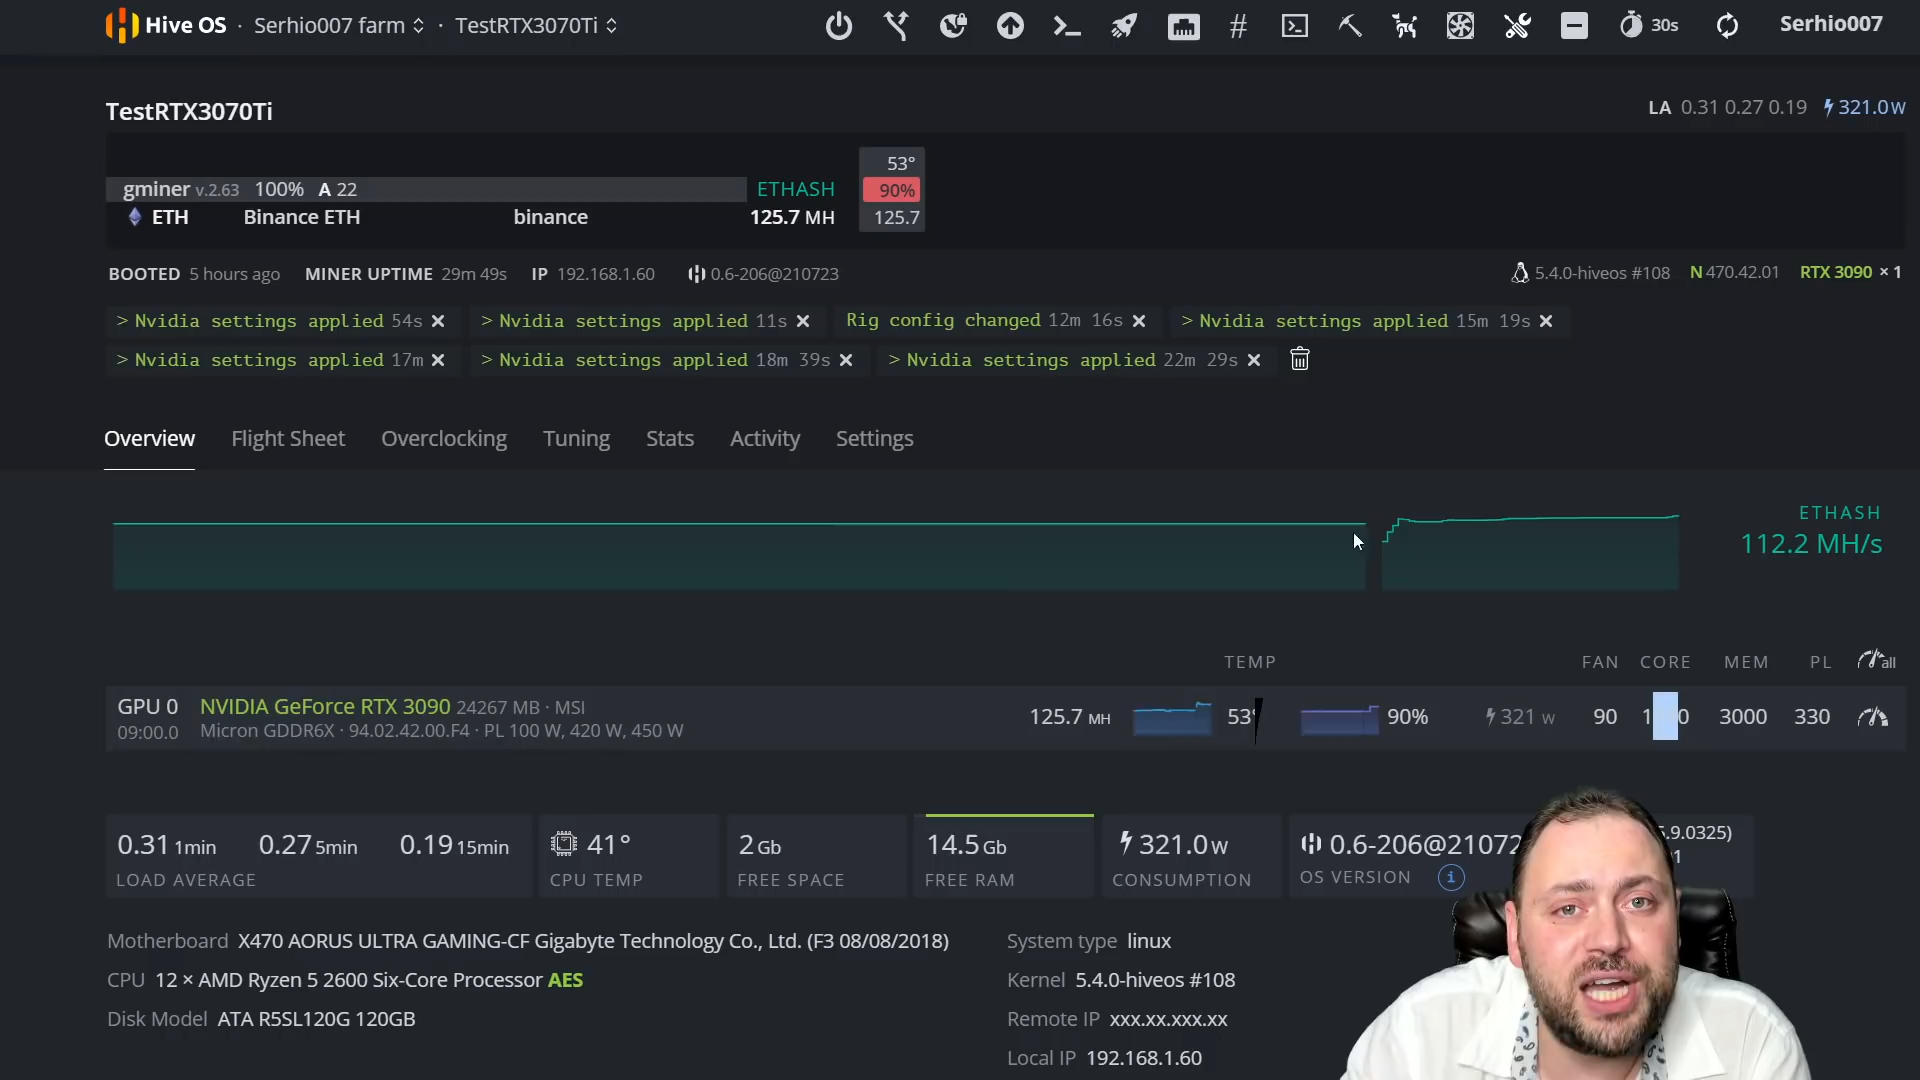 Hive OS · Serhio007 farm · TestRTX3070Ti 30s Serhio007
TestRTX3070Ti
LA 0.31 0.27 0.19 321.0 W
53°
gminer v.2.63 100% A 22 ETHASH 90%
ETH Binance ETH binance 125.7 MH 125.7
BOOTED 5 hours ago MINER UPTIME 29m 49s IP 192.168.1.60 0.6-206@210723 5.4.0-hiveos #108 N 470.42.01 RTX 3090 × 1
> Nvidia settings applied 54s > Nvidia settings applied 11s Rig config changed 12m 16s > Nvidia settings applied 15m 19s
> Nvidia settings applied 17m > Nvidia settings applied 18m 39s > Nvidia settings applied 22m 29s
Overview Flight Sheet Overclocking Tuning Stats Activity Settings
ETHASH
112.2 MH/s
TEMP FAN CORE MEM PL all
GPU 0 NVIDIA GeForce RTX 3090 24267 MB · MSI 125.7 MH 53° 90% 321 W 90 3000 330
09:00.0 Micron GDDR6X · 94.02.42.00.F4 · PL 100 W, 420 W, 450 W
0.31 1min 0.27 5min 0.19 15min 41° 2 Gb 14.5 Gb 321.0 W 0.6-206@21072 5.9.0325)
LOAD AVERAGE CPU TEMP FREE SPACE FREE RAM CONSUMPTION OS VERSION
Motherboard X470 AORUS ULTRA GAMING-CF Gigabyte Technology Co., Ltd. (F3 08/08/2018)
CPU 12 × AMD Ryzen 5 2600 Six-Core Processor AES
Disk Model ATA R5SL120G 120GB
System type linux
Kernel 5.4.0-hiveos #108
Remote IP xxx.xx.xxx.xx
Local IP 192.168.1.60